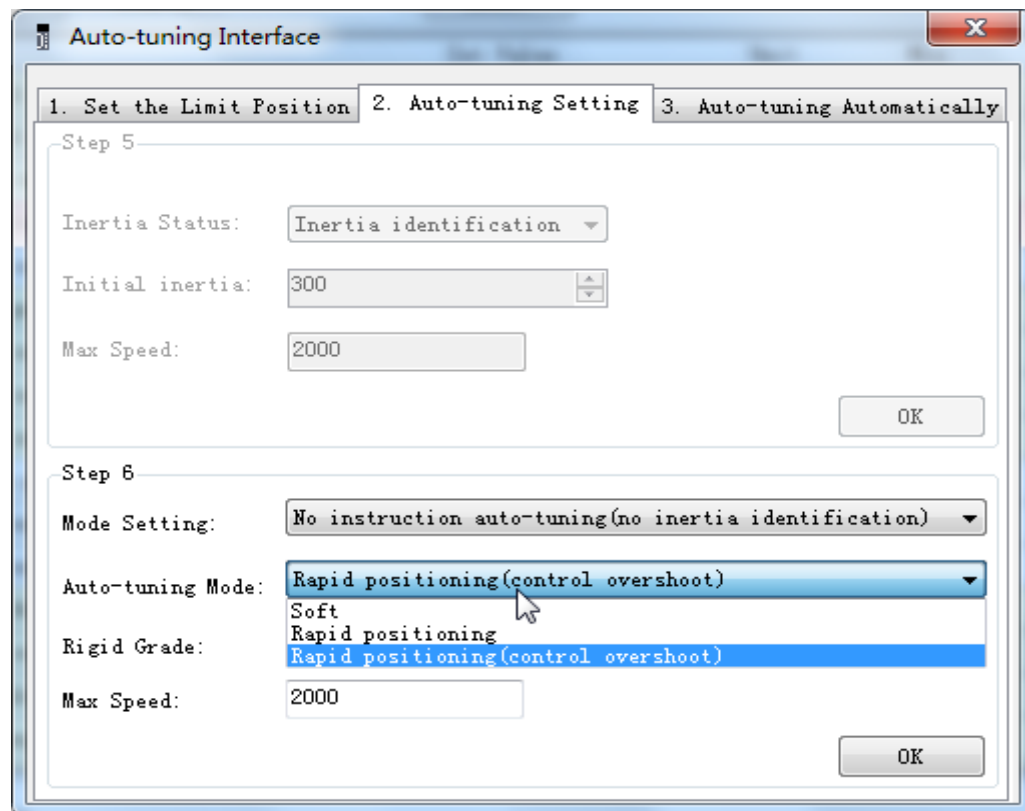 Auto-tuning Interface
1. Set the Limit Position 2. Auto-tuning Setting 3. Auto-tuning Automatically
Step 5
Inertia Status: Inertia identification
Initial inertia: 300
Max Speed: 2000
OK
Step 6
Mode Setting: No instruction auto-tuning(no inertia identification)
Auto-tuning Mode: Rapid positioning(control overshoot)
Soft
Rapid positioning
Rigid Grade: Rapid positioning(control overshoot)
Max Speed: 2000
OK